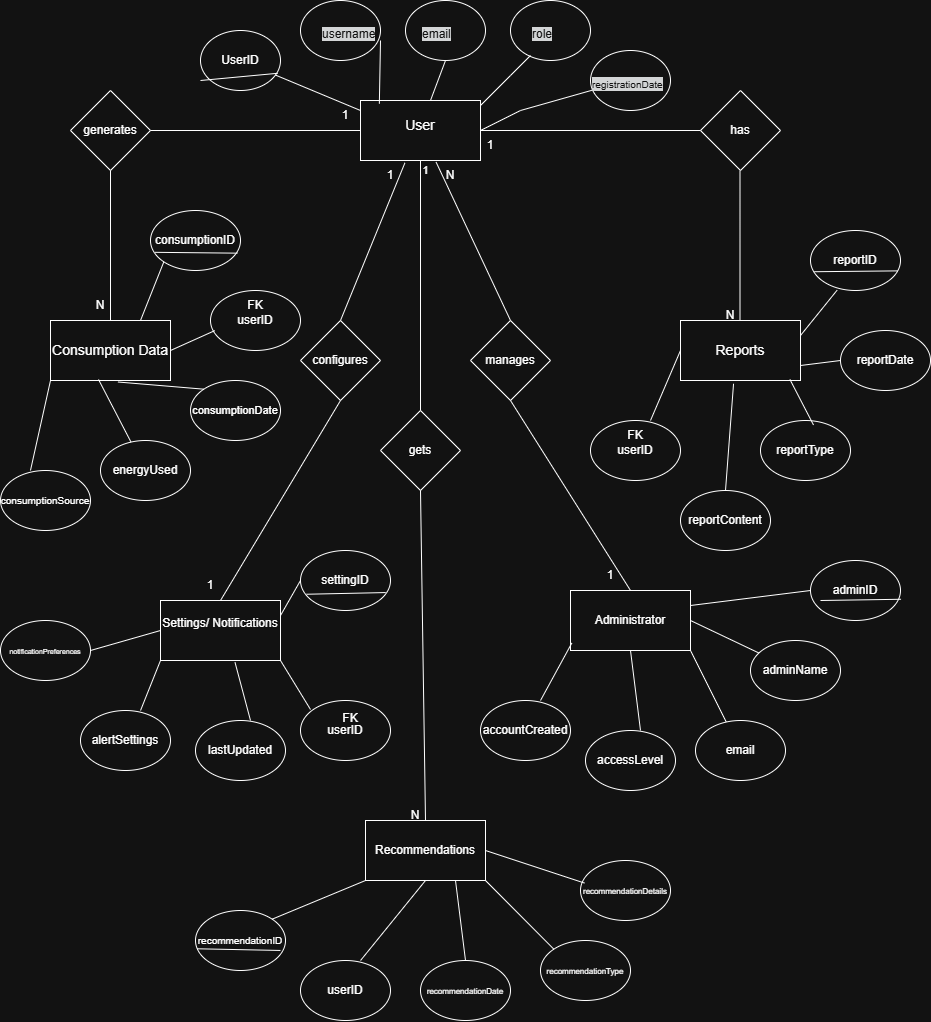 username
email
role
UserID
registrationDate
1
User
generates
has
1
1
1
N
consumptionID
reportID
N
FK
userID
N
Consumption Data
configures
manages
Reports
reportDate
consumptionDate
FK
userID
gets
reportType
energyUsed
consumptionSource
reportContent
1
settingID
1
adminID
Settings/ Notifications
Administrator
notificationPreferences
adminName
FK
userID
accountCreated
alertSettings
lastUpdated
accessLevel
email
N
Recommendations
recommendationDetails
recommendationID
recommendationType
userID
recommendationDate